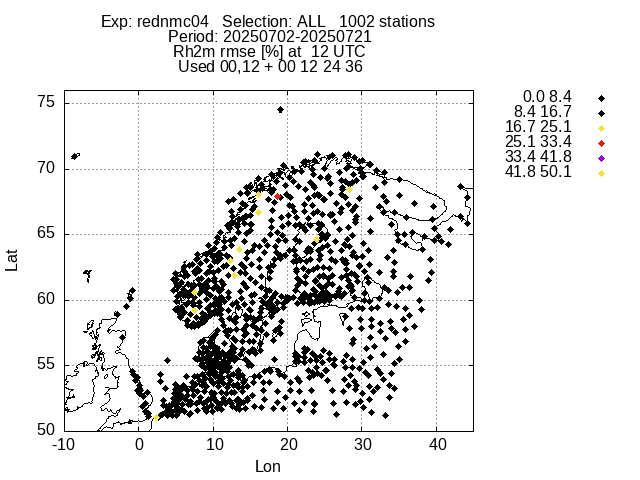 Exp: rednmc04   Selection: ALL   1002 stations
Period: 20250702-20250721
Rh2m rmse [%] at  12 UTC
Used 00,12 + 00 12 24 36
0.0 8.4
8.4 16.7
16.7 25.1
25.1 33.4
33.4 41.8
41.8 50.1
75
70
65
60
55
50
Lat
-10 0 10 20 30 40
Lon